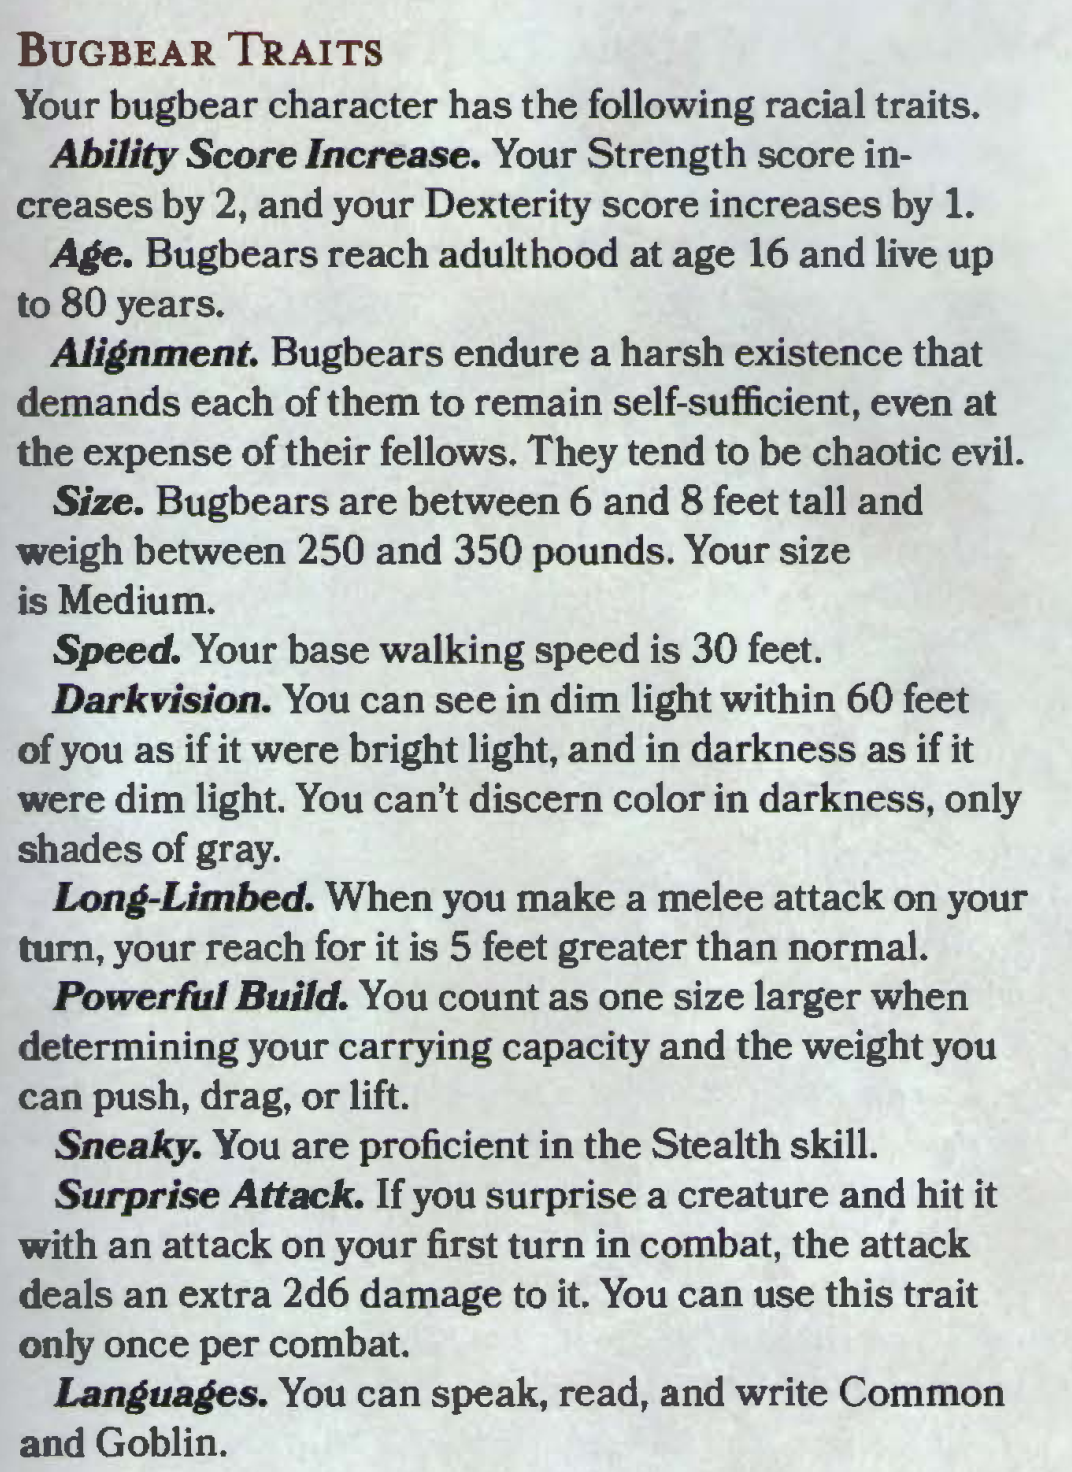 BUGBEAR TRAITS
Your bugbear character has the following racial traits.
Ability Score Increase. Your Strength score in-
creases by 2, and your Dexterity score increases by 1.
Age. Bugbears reach adulthood at age 16 and live up
to 80 years.
Alignment. Bugbears endure a harsh existence that
demands each of them to remain self-sufficient, even at
the expense of their fellows. They tend to be chaotic evil.
Size. Bugbears are between 6 and 8 feet tall and
weigh between 250 and 350 pounds. Your size
is Medium.
Speed. Your base walking speed is 30 feet.
Darkvision. You can see in dim light within 60 feet
of you as if it were bright light, and in darkness as if it
were dim light. You can't discern color in darkness, only
shades of gray.
Long-Limbed. When you make a melee attack on your
turn, your reach for it is 5 feet greater than normal.
Powerful Build. You count as one size larger when
determining your carrying capacity and the weight you
can push, drag, or lift.
Sneaky. You are proficient in the Stealth skill.
Surprise Attack. If you surprise a creature and hit it
with an attack on your first turn in combat, the attack
deals an extra 2d6 damage to it. You can use this trait
only once per combat.
Languages. You can speak, read, and write Common
and Goblin.